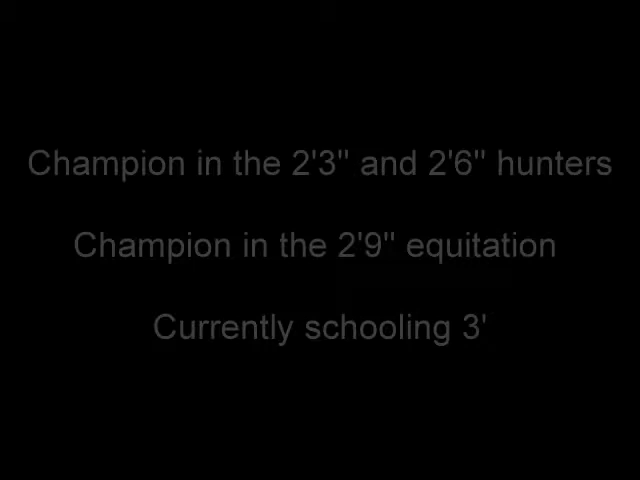 Champion in the 2'3" and 2'6" hunters
Champion in the 2'9" equitation
Currently schooling 3'